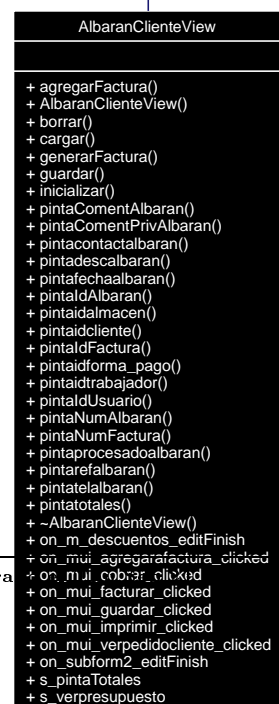 AlbaranClienteView
+ agregarFactura()
+ AlbaranClienteView()
+ borrar()
+ cargar()
+ generarFactura()
+ guardar()
+ inicializar()
+ pintaComentAlbaran()
+ pintaComentPrivAlbaran()
+ pintacontactalbaran()
+ pintadescalbaran()
+ pintafechaalbaran()
+ pintaIdAlbaran()
+ pintaidalmacen()
+ pintaidcliente()
+ pintaIdFactura()
+ pintaidforma_pago()
+ pintaidtrabajador()
+ pintaIdUsuario()
+ pintaNumAlbaran()
+ pintaNumFactura()
+ pintaprocesadoalbaran()
+ pintarefalbaran()
+ pintatelalbaran()
+ pintatotales()
+ ~AlbaranClienteView()
+ on_m_descuentos_editFinish
+ on_mui_agregarafactura_clicked
+ on_mui_cobrar_clicked
+ on_mui_facturar_clicked
+ on_mui_guardar_clicked
+ on_mui_imprimir_clicked
+ on_mui_verpedidocliente_clicked
+ on_subform2_editFinish
+ s_pintaTotales
+ s_verpresupuesto